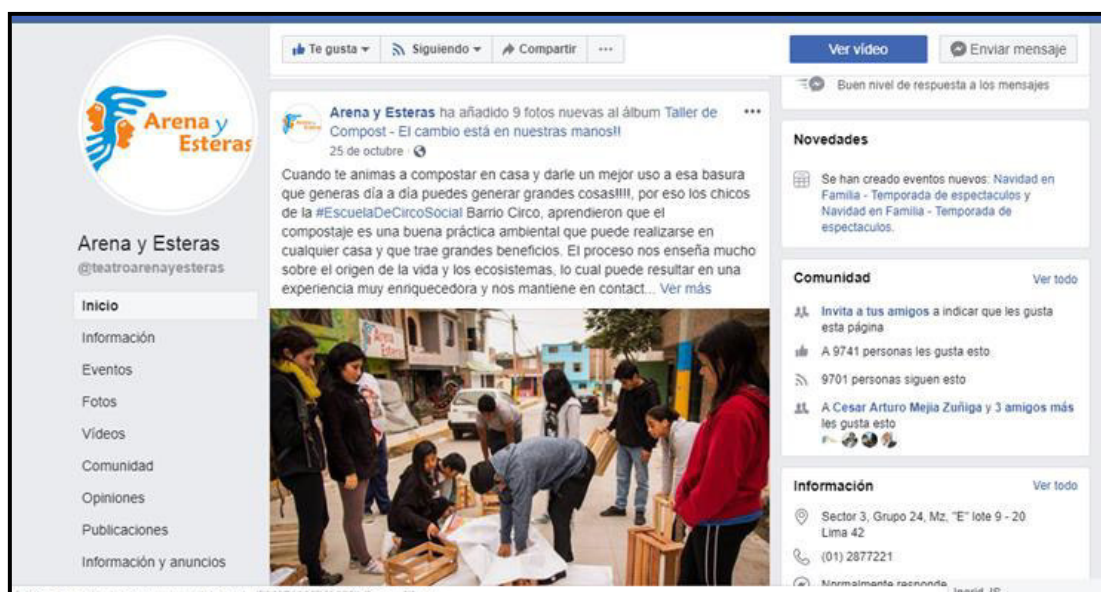 Arena y
Esteras
Arena y Esteras
@teatroarenayesteras
Inicio
Información
Eventos
Fotos
Vídeos
Comunidad
Opiniones
Publicaciones
Información y anuncios
Te gusta
Siguiendo
Compartir
Ver vídeo
Enviar mensaje
Arena y Esteras ha añadido 9 fotos nuevas al álbum Taller de
Compost - El cambio está en nuestras manos!!
25 de octubre
Cuando te animas a compostar en casa y darle un mejor uso a esa basura
que generas día a día puedes generar grandes cosas!!!!, por eso los chicos
de la #EscuelaDeCircoSocial Barrio Circo, aprendieron que el
compostaje es una buena práctica ambiental que puede realizarse en
cualquier casa y que trae grandes beneficios. El proceso nos enseña mucho
sobre el origen de la vida y los ecosistemas, lo cual puede resultar en una
experiencia muy enriquecedora y nos mantiene en contact... Ver más
Arena
Esteras
Buen nivel de respuesta a los mensajes
Novedades
Se han creado eventos nuevos: Navidad en
Familia - Temporada de espectaculos y
Navidad en Familia - Temporada de
espectaculos.
Comunidad Ver todo
Invita a tus amigos a indicar que les gusta
esta página
A 9741 personas les gusta esto
9701 personas siguen esto
A Cesar Arturo Mejia Zuñiga y 3 amigos más
les gusta esto
Información Ver todo
Sector 3, Grupo 24, Mz, "E" lote 9 - 20
Lima 42
(01) 2877221
Normalmente responde